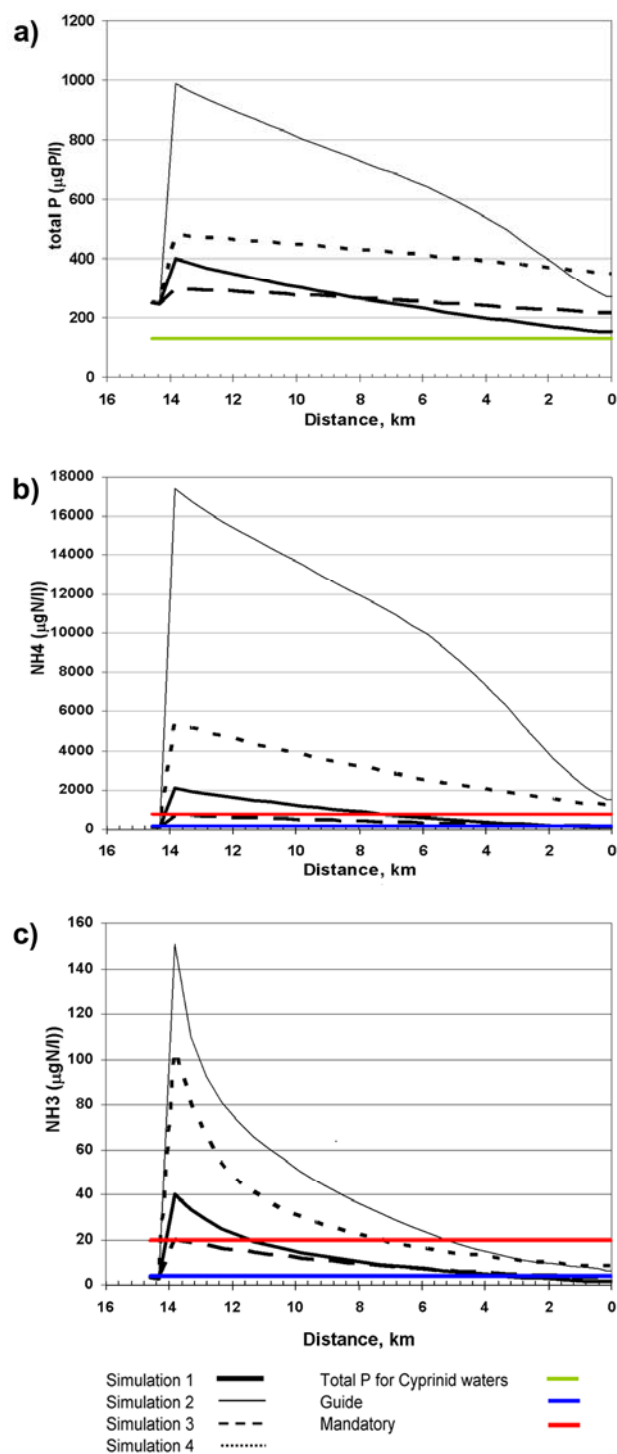 a)
1200
1000
800
600
400
200
0
total P (µgP/l)
16 14 12 10 8 6 4 2 0
Distance, km
b)
18000
16000
14000
12000
10000
8000
6000
4000
2000
0
NH4 (µgN/l))
16 14 12 10 8 6 4 2 0
Distance, km
c)
160
140
120
100
80
60
40
20
0
NH3 (µgN/l))
16 14 12 10 8 6 4 2 0
Distance, km
Simulation 1 Total P for Cyprinid waters
Simulation 2 Guide
Simulation 3 Mandatory
Simulation 4